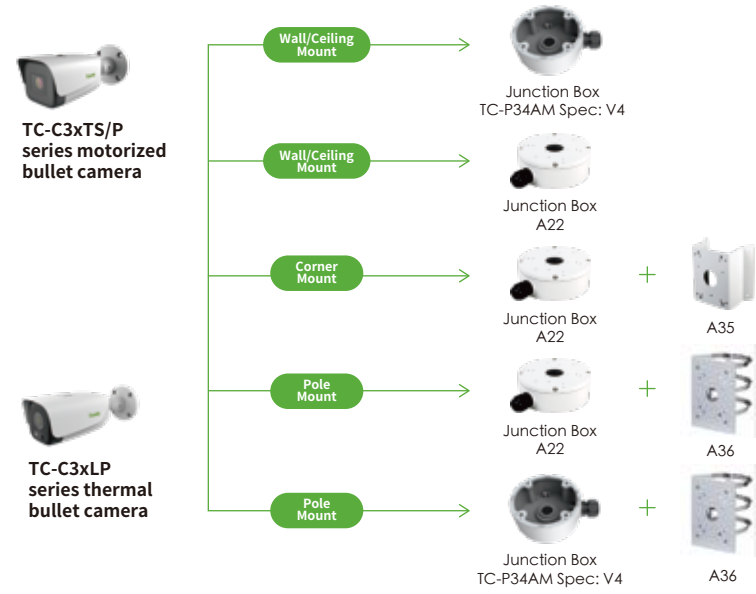 Wall/Ceiling
Mount
Junction Box
TC-P34AM Spec: V4
TC-C3xTS/P
series motorized
bullet camera
Wall/Ceiling
Mount
Junction Box
A22
Corner
Mount
+
Junction Box
A22
A35
Pole
Mount
+
Junction Box
A22
A36
TC-C3xLP
series thermal
bullet camera
Pole
Mount
+
Junction Box
TC-P34AM Spec: V4
A36